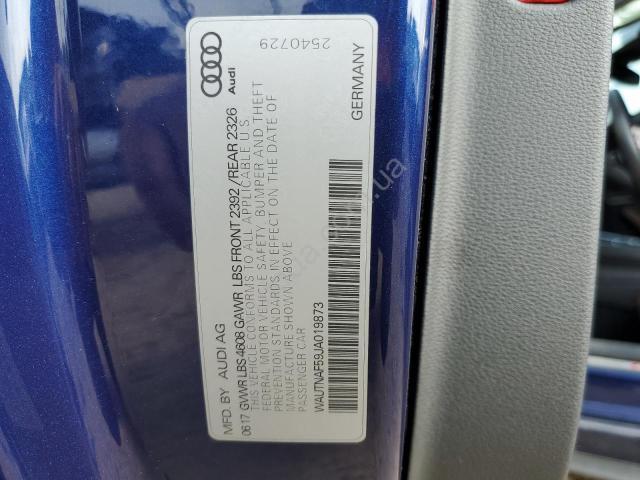 MFD. BY AUDI AG
0617 GVWR LBS 4608 GAWR LBS FRONT 2392 /REAR 2326
THIS VEHICLE CONFORMS TO ALL APPLICABLE U.S.
FEDERAL MOTOR VEHICLE SAFETY, BUMPER AND THEFT
PREVENTION STANDARDS IN EFFECT ON THE DATE OF
MANUFACTURE SHOWN ABOVE
PASSENGER CAR
WAUTNAF59JA019873
Audi
2540729
GERMANY